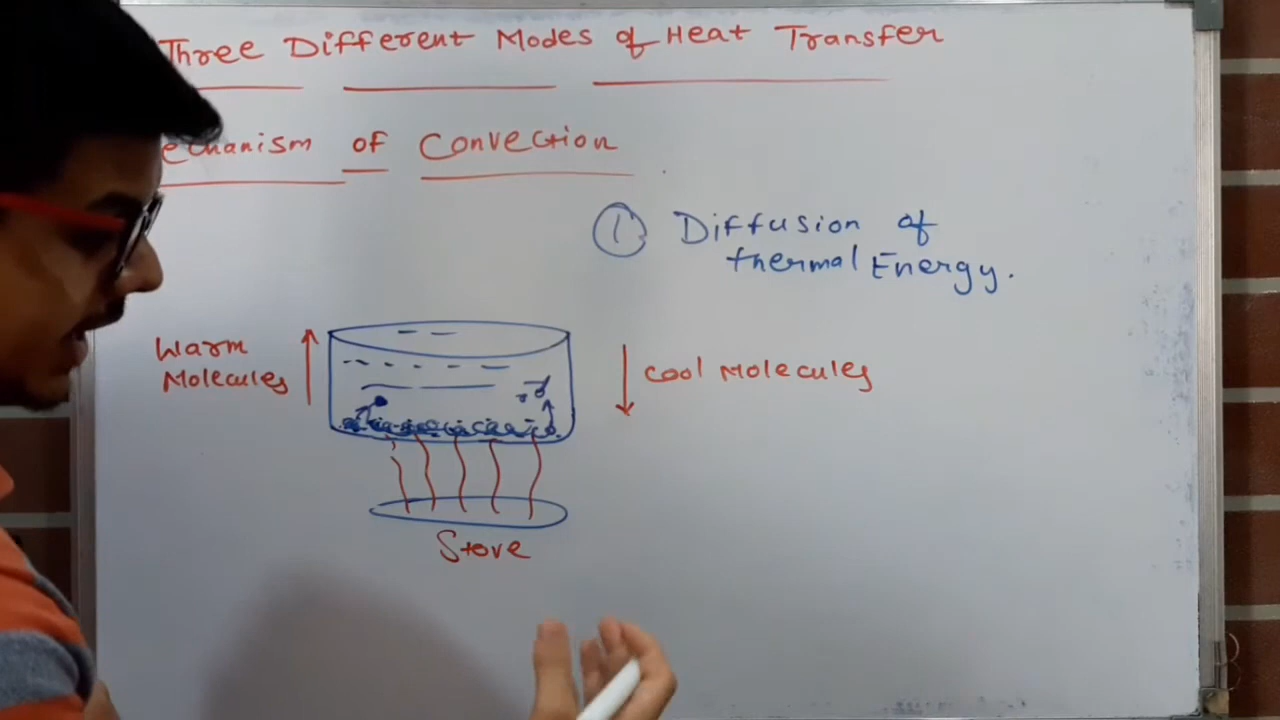 Three Different Modes of Heat Transfer
echanism of Convection
1 Diffusion of
thermal Energy.
Warm
Molecules
Cool Molecules
Stove